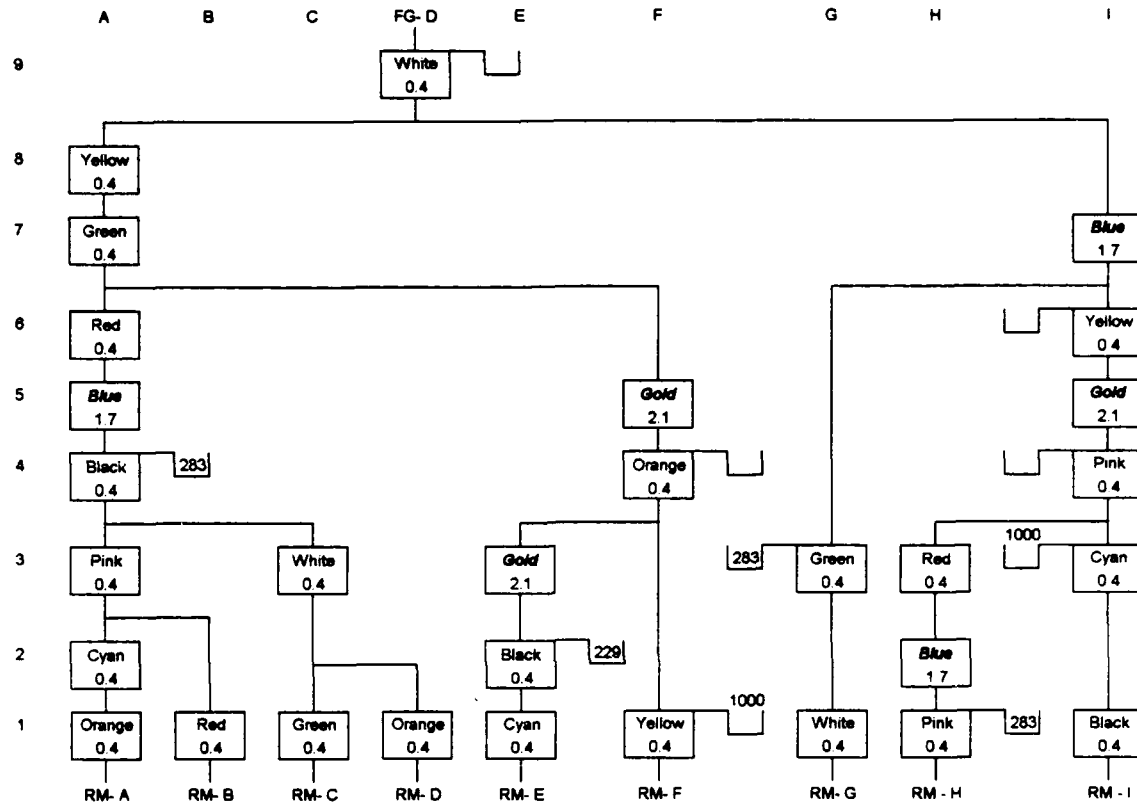 A B C FG- D E F G H I
9 White
0.4
8 Yellow
0.4
7 Green Blue
0.4 1.7
6 Red Yellow
0.4 0 4
5 Blue Gold Gold
1.7 2.1 2.1
4 Black 283 Orange Pink
0.4 0.4 0.4
1000
3 Pink White Gold 283 Green Red Cyan
0.4 0.4 2.1 0.4 0.4 0.4
2 Cyan Black 229 Blue
0.4 0.4 1 7
1000
1 Orange Red Green Orange Cyan Yellow White Pink 283 Black
0.4 0.4 0.4 0.4 0.4 0.4 0.4 0.4 0.4
RM- A RM- B RM- C RM- D RM- E RM- F RM- G RM - H RM - I